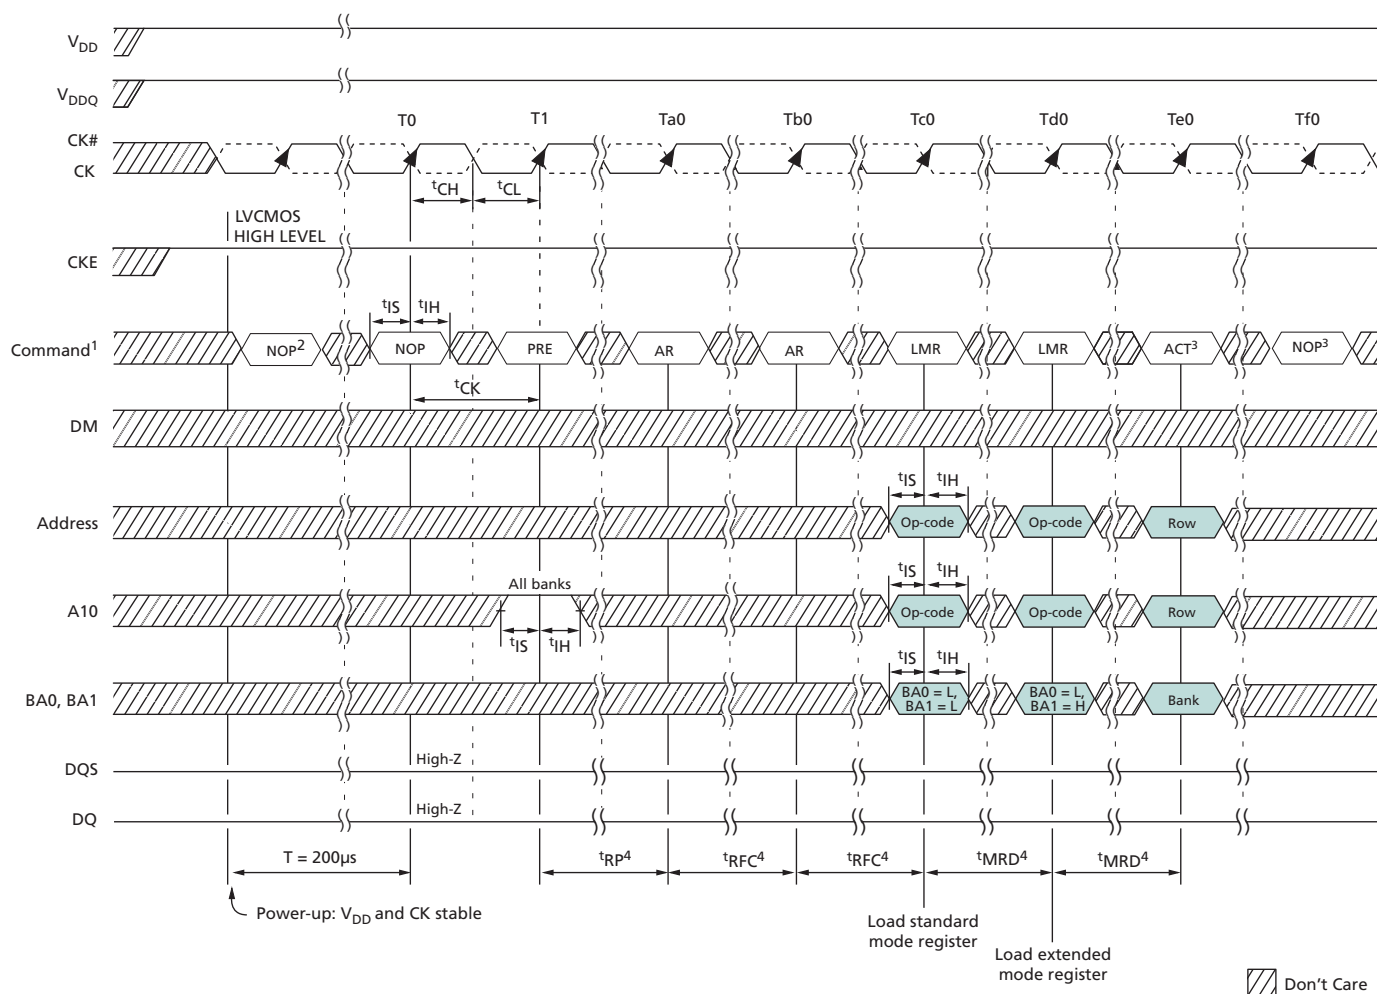 VDD
VDDQ
T0 T1 Ta0 Tb0 Tc0 Td0 Te0 Tf0
CK#
CK
tCH tCL
LVCMOS
HIGH LEVEL
CKE
tIS tIH
Command1 NOP2 NOP PRE AR AR LMR LMR ACT3 NOP3
tCK
DM
tIS tIH
Address Op-code Op-code Row
All banks tIS tIH
A10 Op-code Op-code Row
tIS tIH
tIS tIH
BA0, BA1 BA0 = L, BA1 = L BA0 = L, BA1 = H Bank
High-Z
DQS
High-Z
DQ
T = 200µs tRP4 tRFC4 tRFC4 tMRD4 tMRD4
Power-up: VDD and CK stable
Load standard
mode register
Load extended
mode register
Don't Care